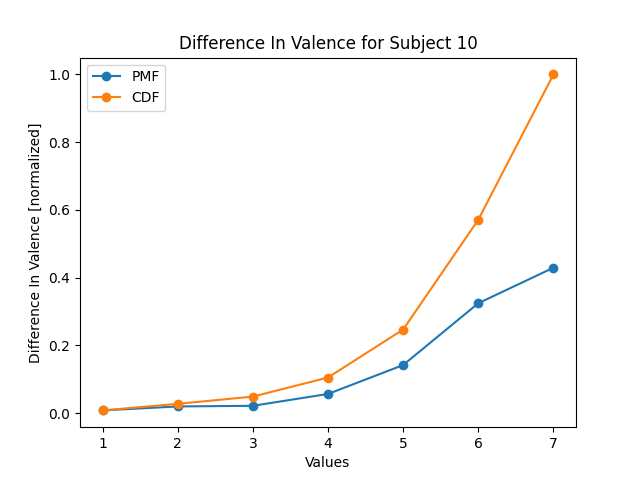 Difference In Valence for Subject 10
PMF
CDF
Difference In Valence [normalized]
1.0
0.8
0.6
0.4
0.2
0.0
1 2 3 4 5 6 7
Values